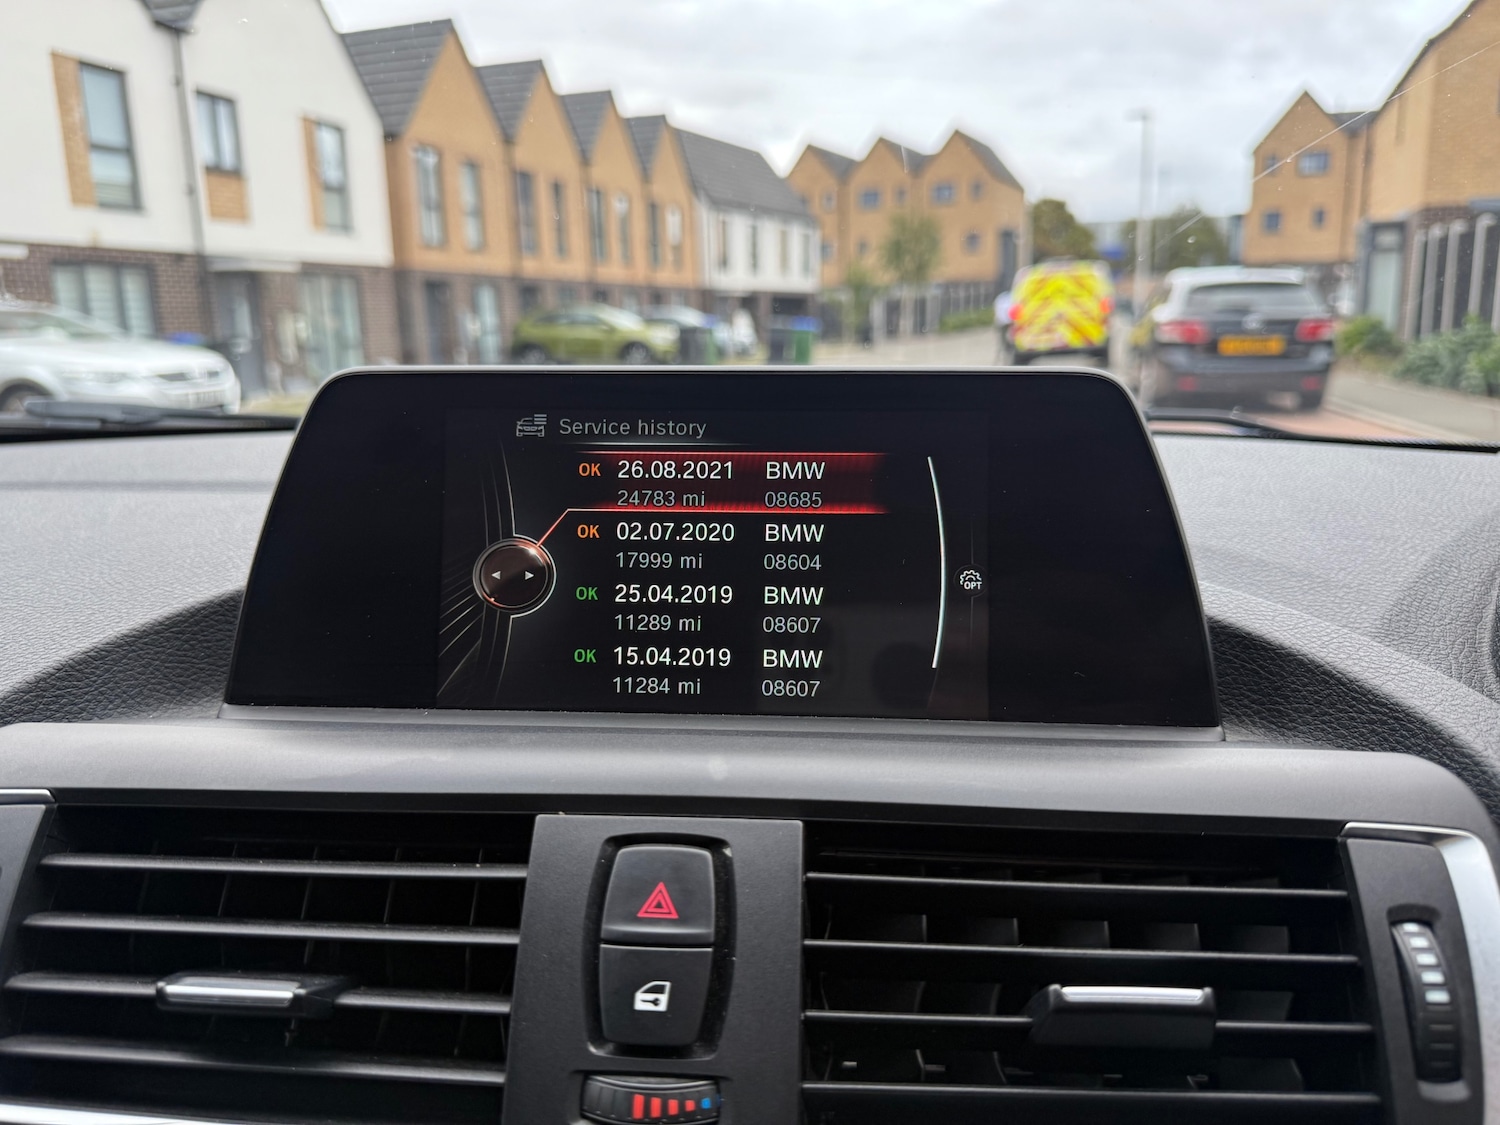 Service history
OK 26.08.2021 BMW
24783 mi 08685
OK 02.07.2020 BMW
17999 mi 08604
OK 25.04.2019 BMW
11289 mi 08607
OK 15.04.2019 BMW
11284 mi 08607
OPT